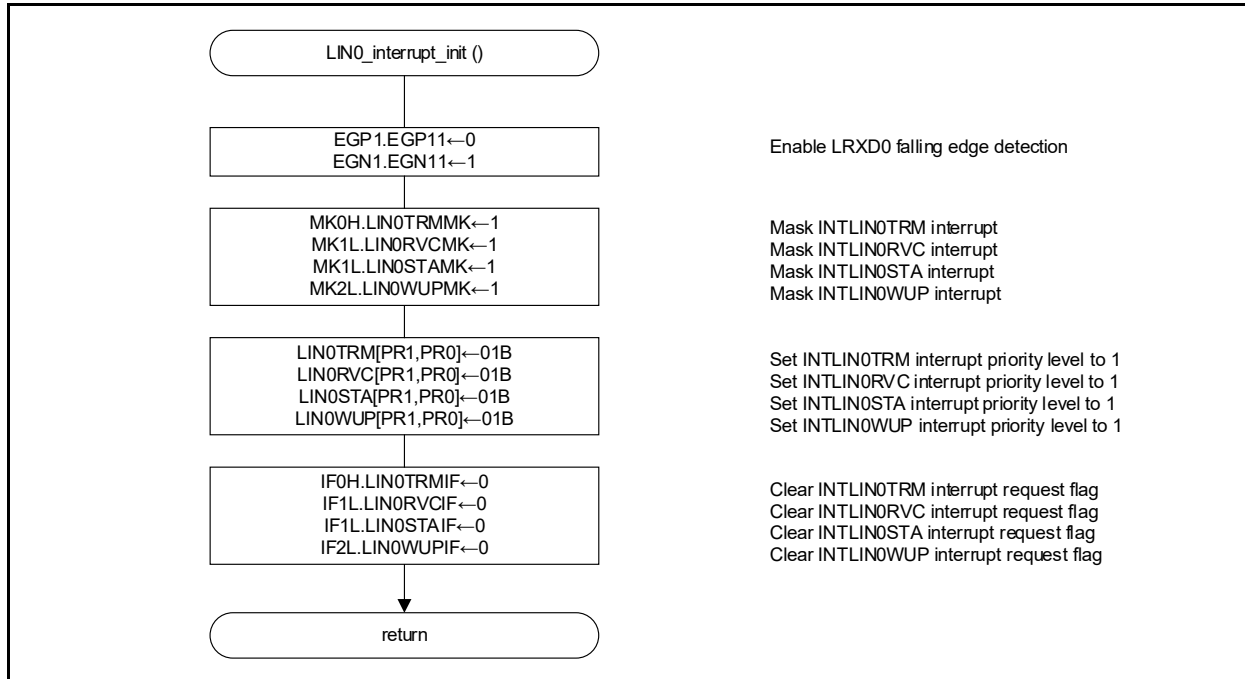 LIN0_interrupt_init ()
EGP1.EGP11←0
EGN1.EGN11←1
Enable LRXD0 falling edge detection
MK0H.LIN0TRMMK←1
MK1L.LIN0RVCMK←1
MK1L.LIN0STAMK←1
MK2L.LIN0WUPMK←1
Mask INTLIN0TRM interrupt
Mask INTLIN0RVC interrupt
Mask INTLIN0STA interrupt
Mask INTLIN0WUP interrupt
LIN0TRM[PR1,PR0]←01B
LIN0RVC[PR1,PR0]←01B
LIN0STA[PR1,PR0]←01B
LIN0WUP[PR1,PR0]←01B
Set INTLIN0TRM interrupt priority level to 1
Set INTLIN0RVC interrupt priority level to 1
Set INTLIN0STA interrupt priority level to 1
Set INTLIN0WUP interrupt priority level to 1
IF0H.LIN0TRMIF←0
IF1L.LIN0RVCIF←0
IF1L.LIN0STAIF←0
IF2L.LIN0WUPIF←0
Clear INTLIN0TRM interrupt request flag
Clear INTLIN0RVC interrupt request flag
Clear INTLIN0STA interrupt request flag
Clear INTLIN0WUP interrupt request flag
return